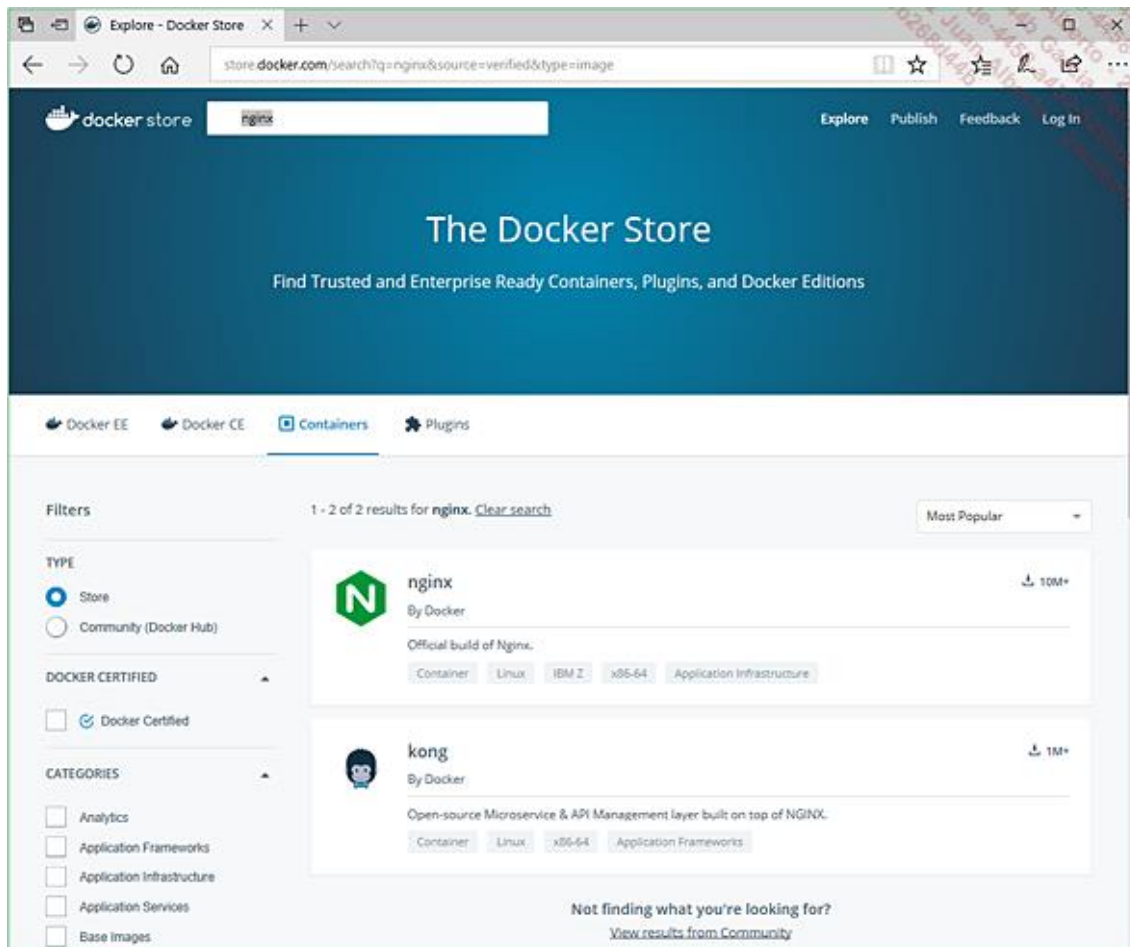 Explore - Docker Store
store.docker.com/search?q=nginx&source=verified&type=image
docker store nginx Explore Publish Feedback Log In
The Docker Store
Find Trusted and Enterprise Ready Containers, Plugins, and Docker Editions
Docker EE Docker CE Containers Plugins
Filters
1 - 2 of 2 results for nginx. Clear search
Most Popular
TYPE
Store
Community (Docker Hub)
DOCKER CERTIFIED
Docker Certified
CATEGORIES
Analytics
Application Frameworks
Application Infrastructure
Application Services
Base Images
nginx 10M+
By Docker
Official build of Nginx.
Container Linux IBM Z x86-64 Application Infrastructure
kong 1M+
By Docker
Open-source Microservice & API Management layer built on top of NGINX.
Container Linux x86-64 Application Frameworks
Not finding what you're looking for?
View results from Community